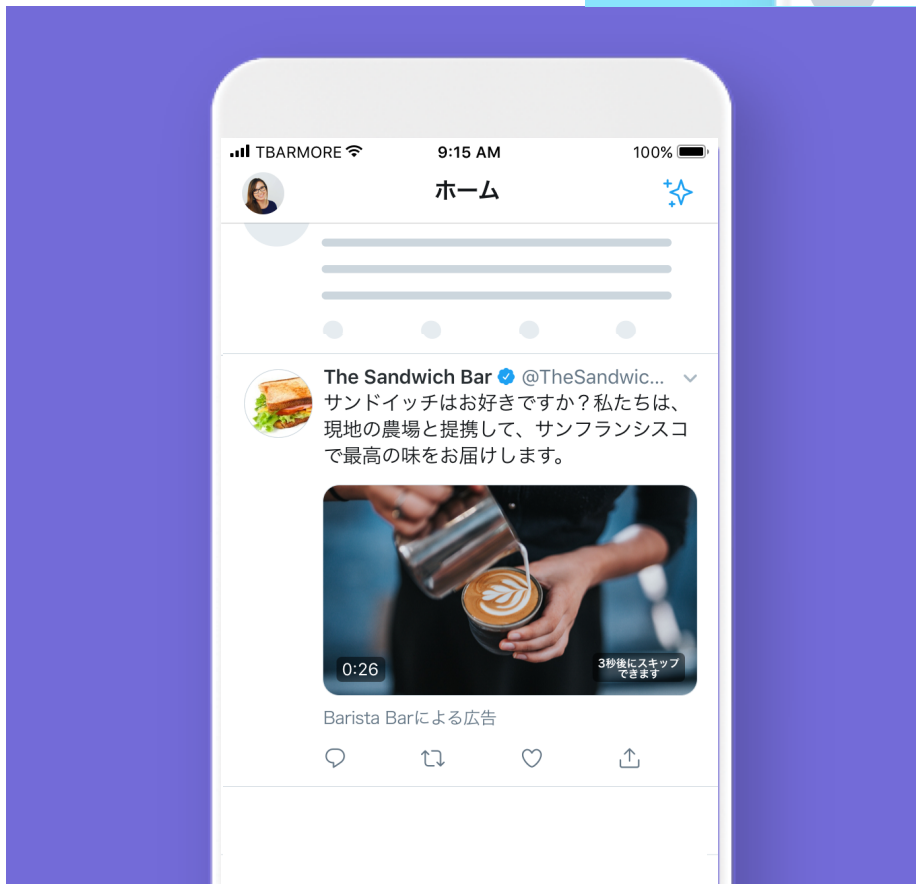 TBARMORE 9:15 AM 100%
ホーム
The Sandwich Bar @TheSandwic...
サンドイッチはお好きですか？私たちは、
現地の農場と提携して、サンフランシスコ
で最高の味をお届けします。
0:26
3秒後にスキップ
できます
Barista Barによる広告